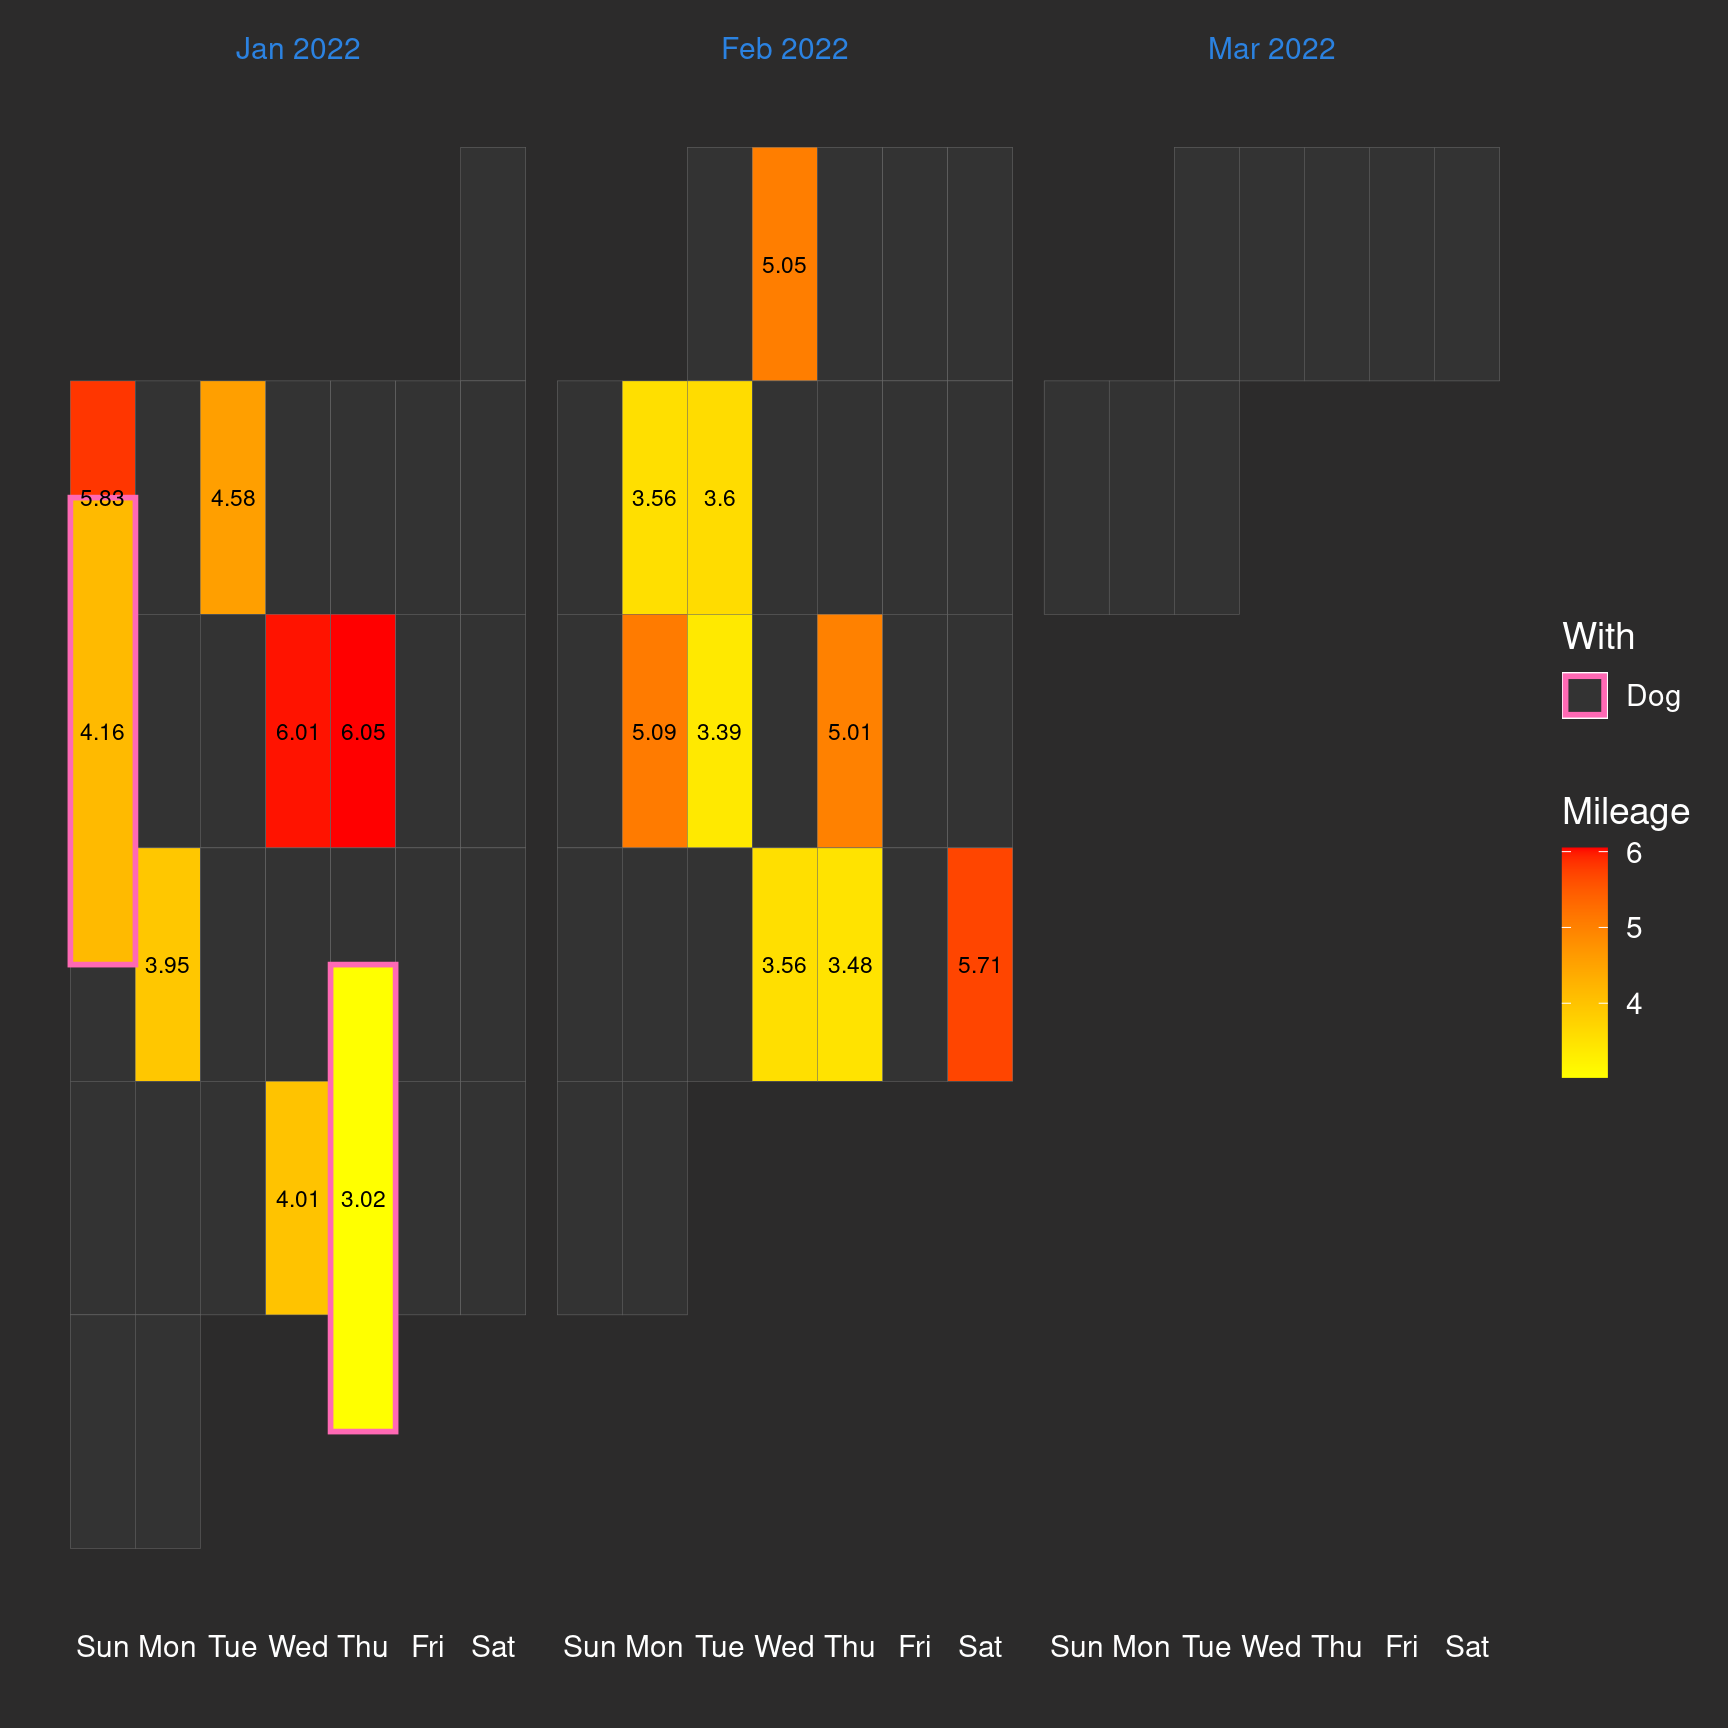 Jan 2022 Feb 2022 Mar 2022
5.05
5.83 4.58 3.56 3.6
4.16 6.01 6.05 5.09 3.39 5.01
3.95 3.56 3.48 5.71
4.01 3.02
With
Dog
Mileage
6
5
4
Sun Mon Tue Wed Thu Fri Sat Sun Mon Tue Wed Thu Fri Sat Sun Mon Tue Wed Thu Fri Sat